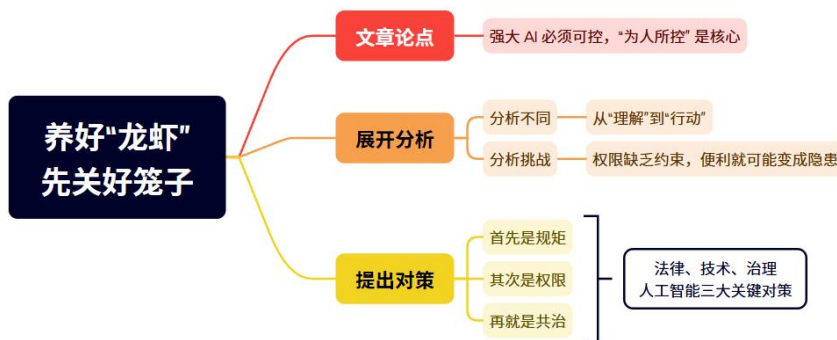 养好“龙虾”
先关好笼子
文章论点
强大 AI 必须可控，“为人所控” 是核心
展开分析
分析不同
从“理解”到“行动”
分析挑战
权限缺乏约束，便利就可能变成隐患
提出对策
首先是规矩
其次是权限
再就是共治
法律、技术、治理
人工智能三大关键对策